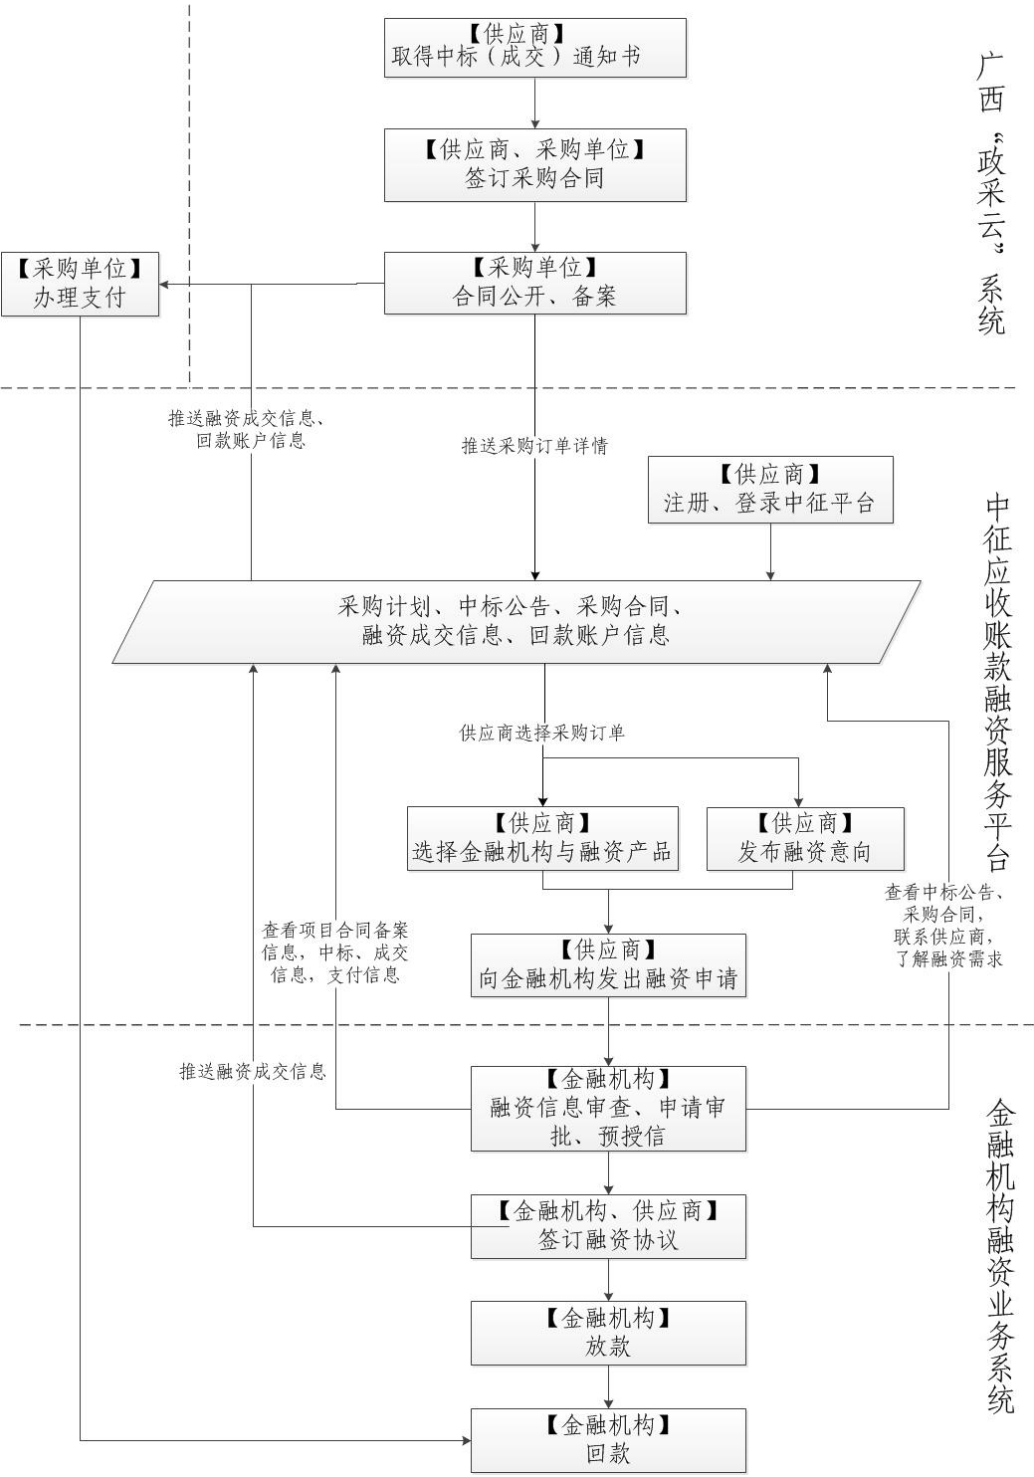 【供应商】
取得中标（成交）通知书
【供应商、采购单位】
签订采购合同
【采购单位】
办理支付
【采购单位】
合同公开、备案
广西“政采云”系统
推送融资成交信息、
回款账户信息
推送采购订单详情
【供应商】
注册、登录中征平台
采购计划、中标公告、采购合同、
融资成交信息、回款账户信息
中征应收账款融资服务平台
供应商选择采购订单
【供应商】
选择金融机构与融资产品
【供应商】
发布融资意向
查看中标公告、
采购合同，
联系供应商，
了解融资需求
查看项目合同备案
信息，中标、成交
信息，支付信息
【供应商】
向金融机构发出融资申请
推送融资成交信息
【金融机构】
融资信息审查、申请审
批、预授信
【金融机构、供应商】
签订融资协议
金融机构融资业务系统
【金融机构】
放款
【金融机构】
回款